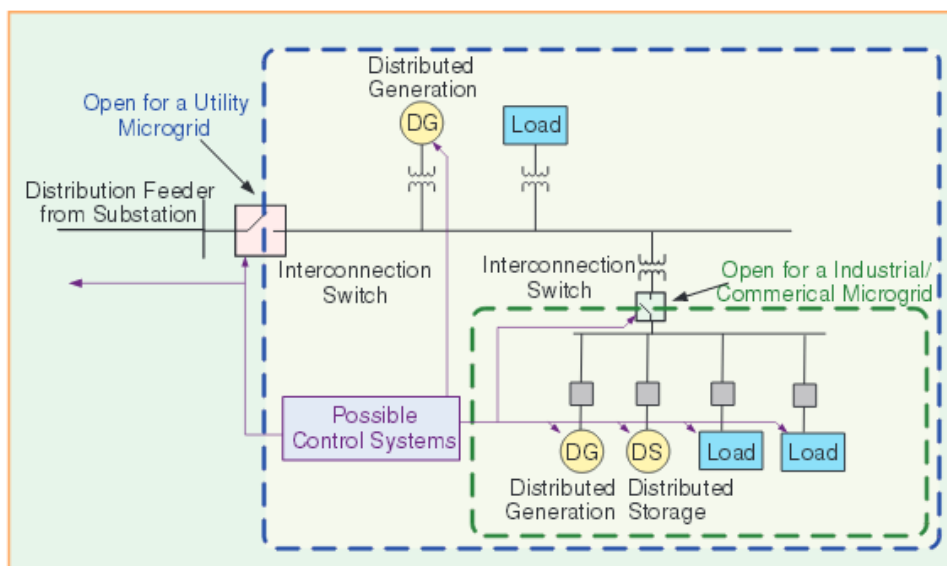 Distributed
Generation
Open for a Utility
Microgrid
DG
Load
Distribution Feeder
from Substation
Interconnection
Switch
Interconnection
Switch
Open for a Industrial/
Commerical Microgrid
Possible
Control Systems
DG
DS
Load
Load
Distributed
Generation
Distributed
Storage